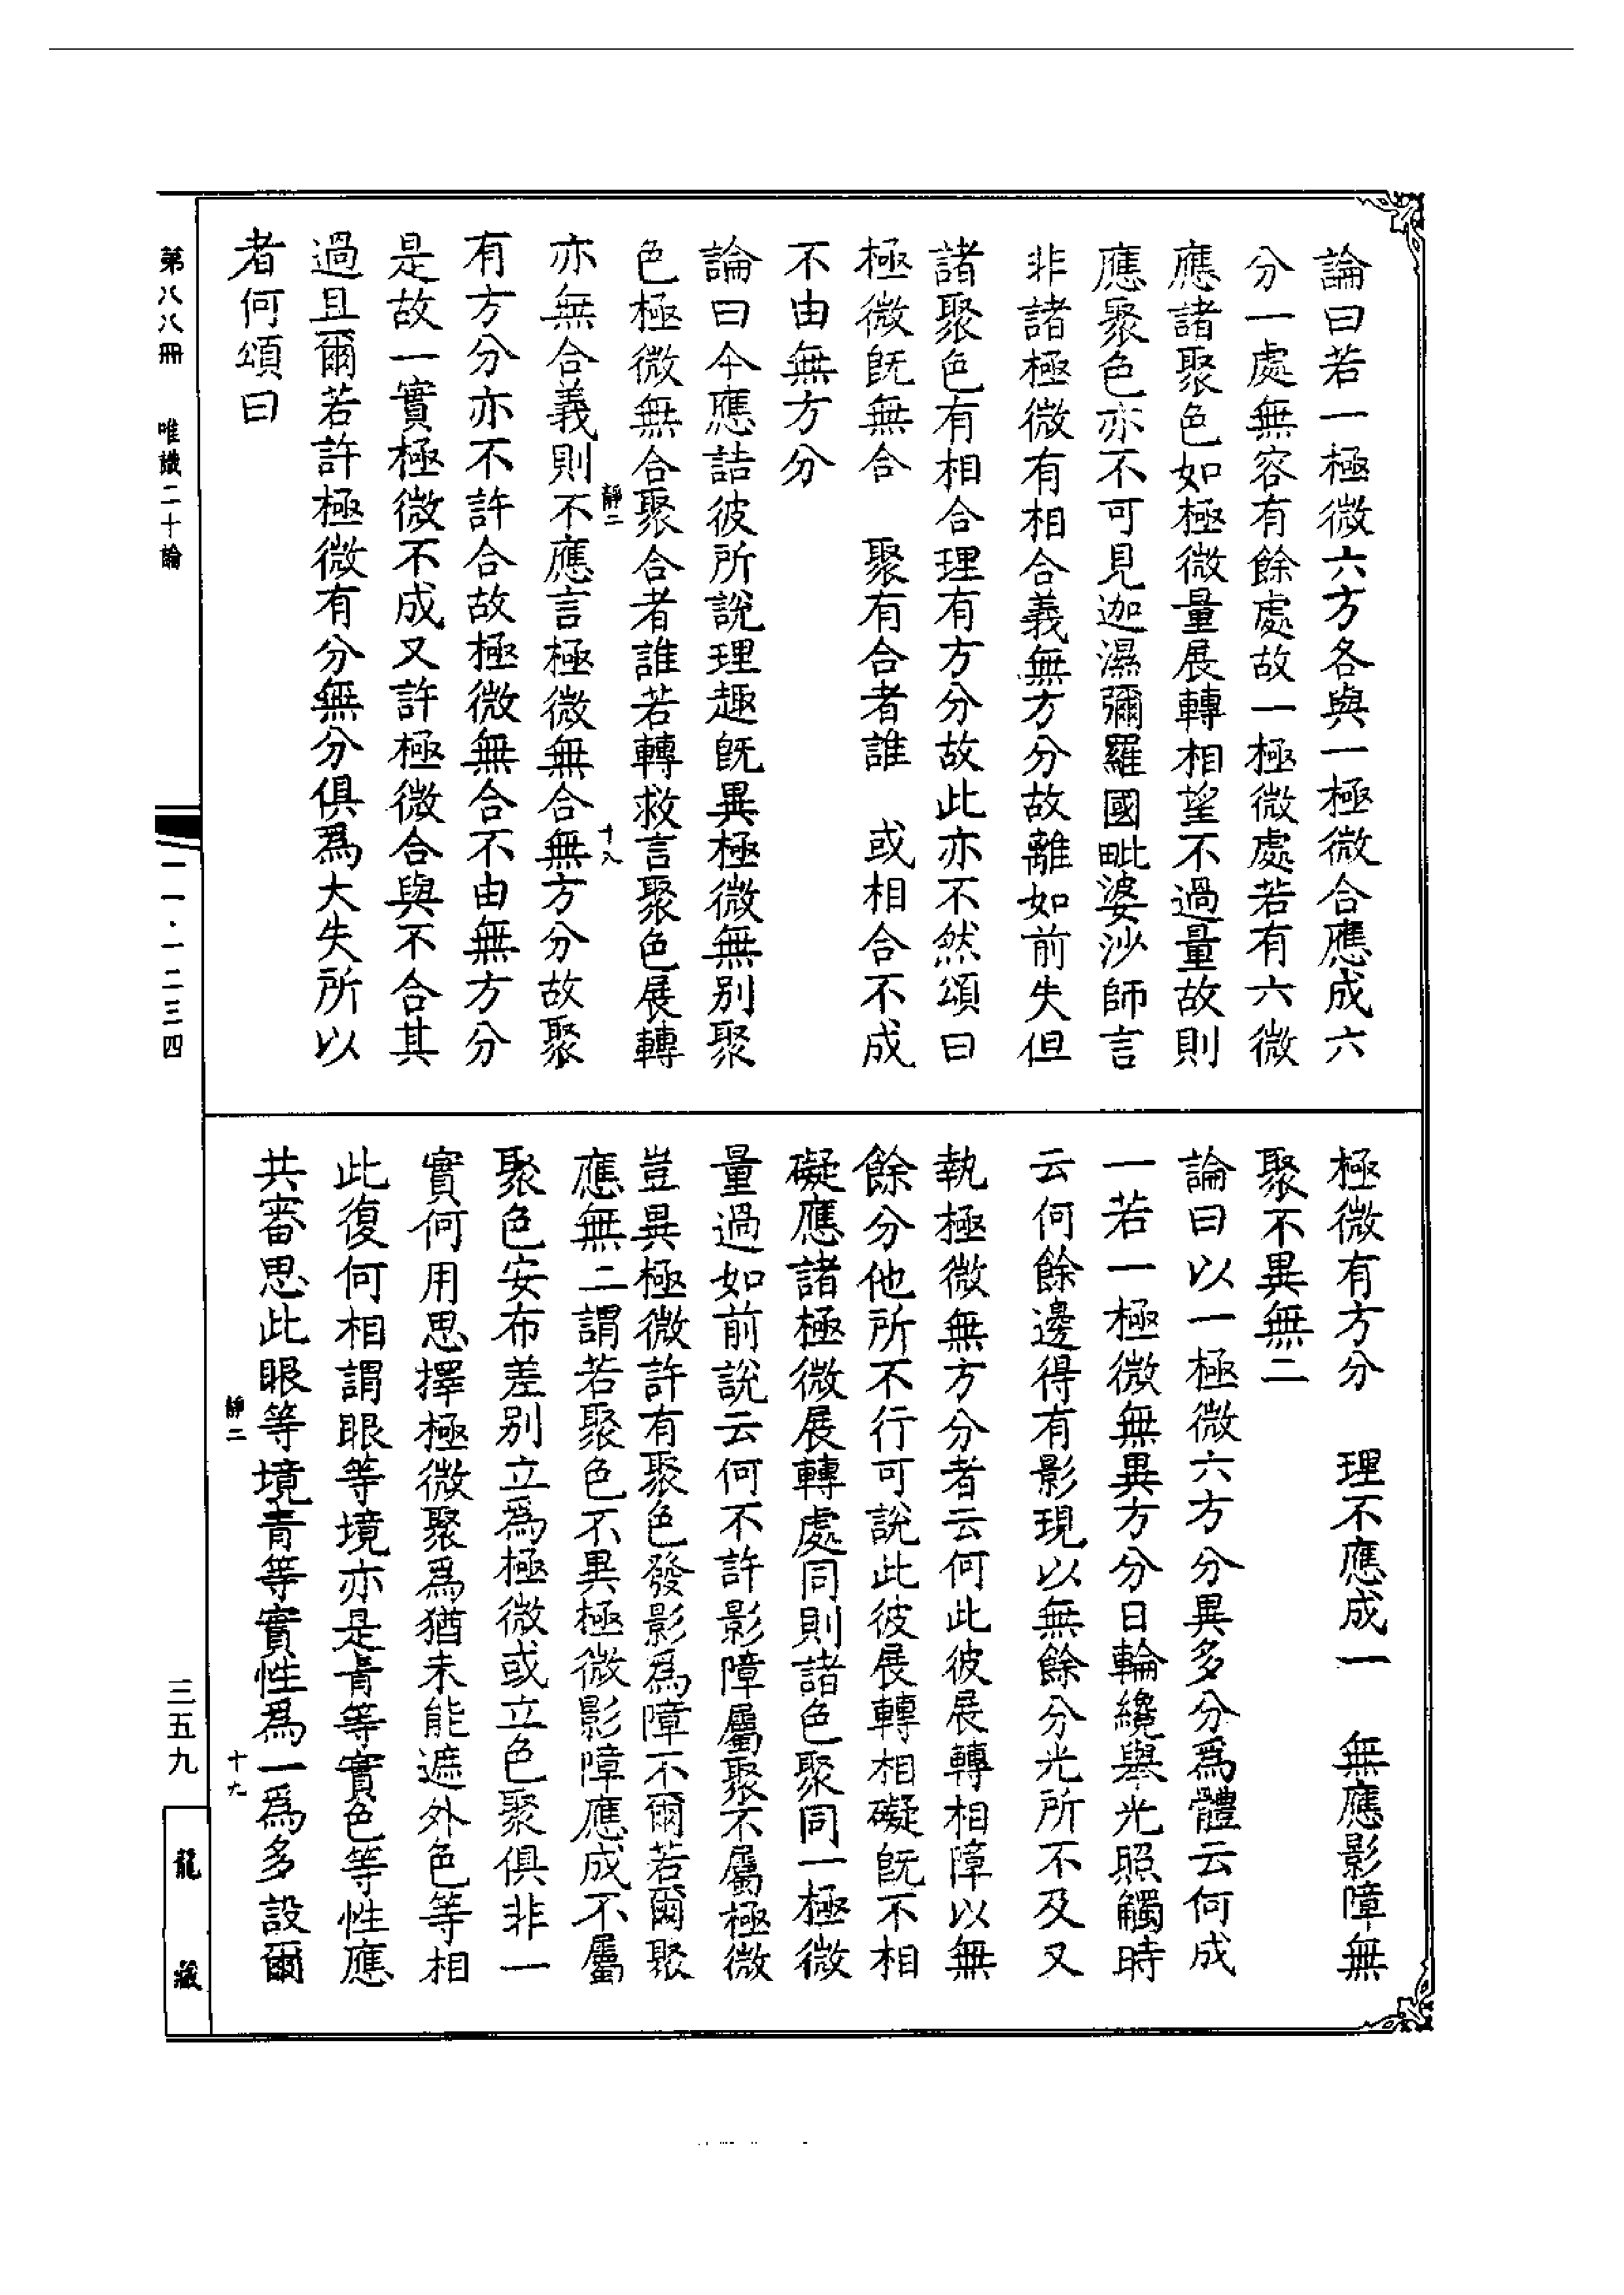 論曰若一極微六方各與一極微合應成六
分一處無容有餘處故一極微處若有六微
應諸聚色如極微量展轉相望不過量故則
應聚色亦不可見迦濕彌羅國毗婆沙師言
非諸極微有相合義無方分故離如前失但
諸聚色有相合理有方分故此亦不然頌曰
極微旣無合　聚有合者誰　或相合不成
不由無方分
論曰今應詰彼所說理趣旣異極微無別聚
色極微無合聚合者誰若轉救言聚色展轉
靜二　十八
亦無合義則不應言極微無合無方分故聚
有方分亦不許合故極微無合不由無方分
是故一實極微不成又許極微合與不合其
過且爾若許極微有分無分俱爲大失所以
者何頌曰
極微有方分　理不應成一　無應影障無
聚不異無二
論曰以一極微六方分異多分爲體云何成
一若一極微無異方分日輪纔舉光照觸時
云何餘邊得有影現以無餘分光所不及又
執極微無方分者云何此彼展轉相障以無
餘分他所不行可說此彼展轉相礙旣不相
礙應諸極微展轉處同則諸色聚同一極微
量過如前說云何不許影障屬聚不屬極微
豈異極微許有聚色發影爲障不爾若爾聚
應無二謂若聚色不異極微影障應成不屬
聚色安布差別立爲極微或立色聚俱非一
實何用思擇極微聚爲猶未能遮外色等相
此復何相謂眼等境亦是青等實色等性應
共審思此眼等境青等實性爲一爲多設爾
靜二　十九
第八八冊　唯識二十論
一一·一二三四
三五九
龍藏